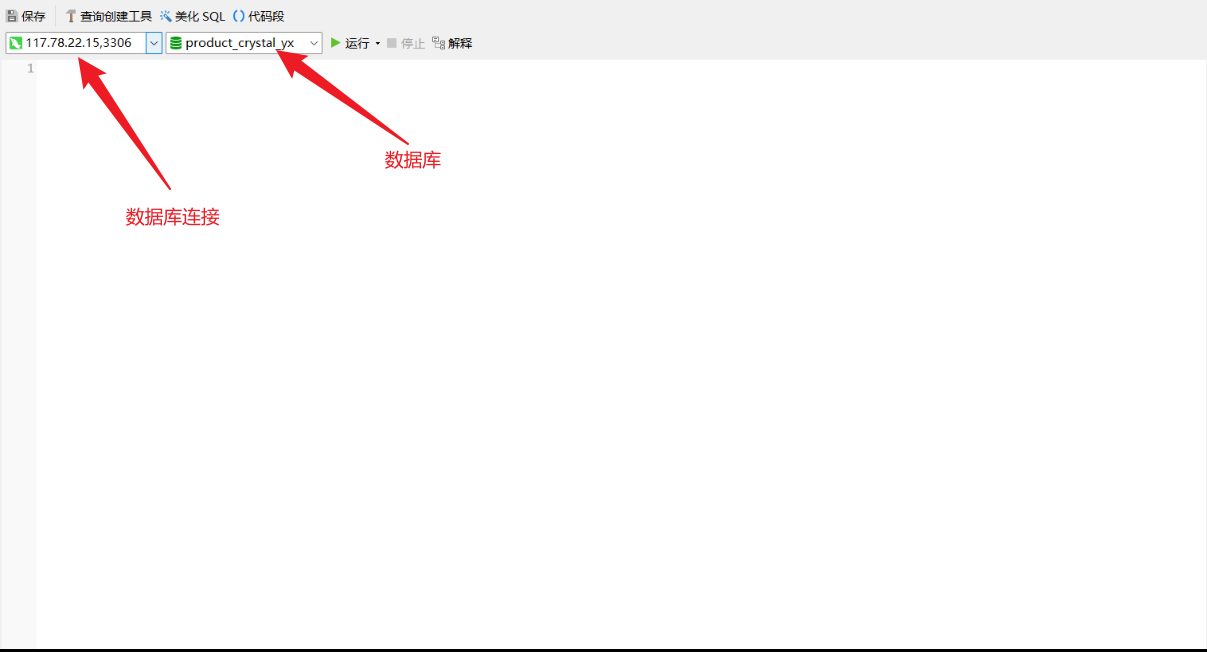 保存 查询创建工具 美化 SQL 代码段
117.78.22.15,3306 product_crystal_yx 运行 停止 解释
1
数据库
数据库连接